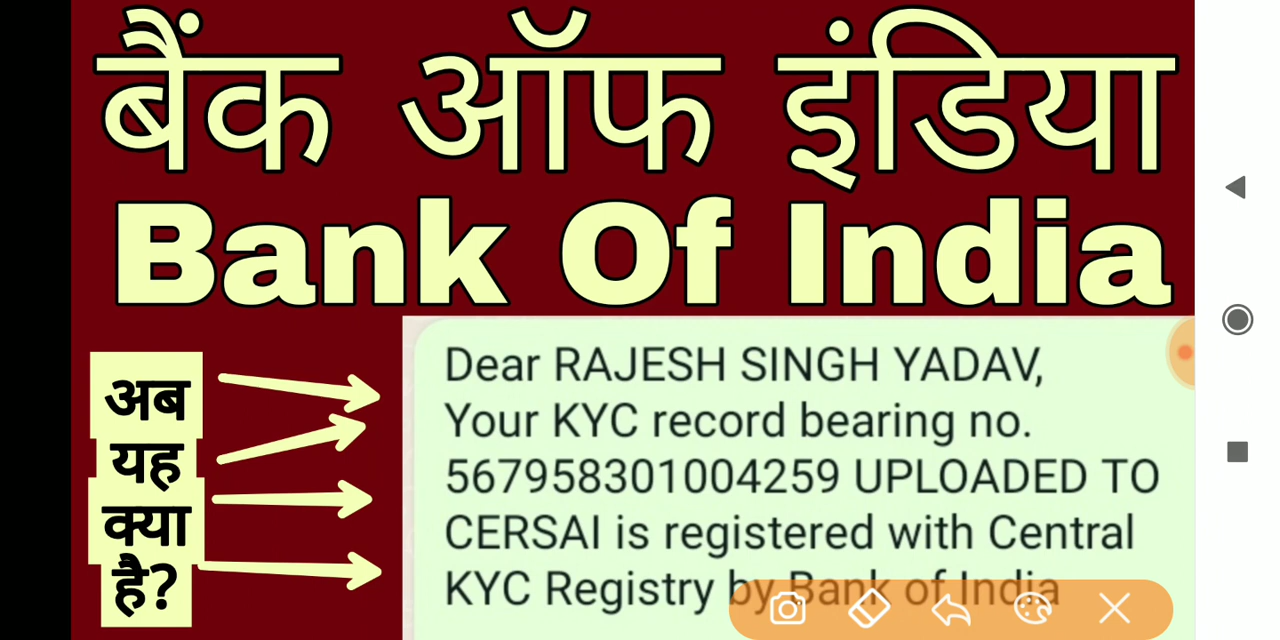 बैंक ऑफ इंडिया
Bank Of India
अब
यह
क्या
है?
Dear RAJESH SINGH YADAV,
Your KYC record bearing no.
567958301004259 UPLOADED TO
CERSAI is registered with Central
KYC Registry by Bank of India